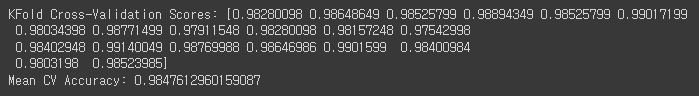 KFold Cross-Validation Scores: [0.98280098 0.98648649 0.98525799 0.98894349 0.98525799 0.99017199
 0.98034398 0.98771499 0.97911548 0.98280098 0.98157248 0.97542998
 0.98402948 0.99140049 0.98769988 0.98646986 0.9901599  0.98400984
 0.9803198  0.98523985]
Mean CV Accuracy: 0.9847612960159087